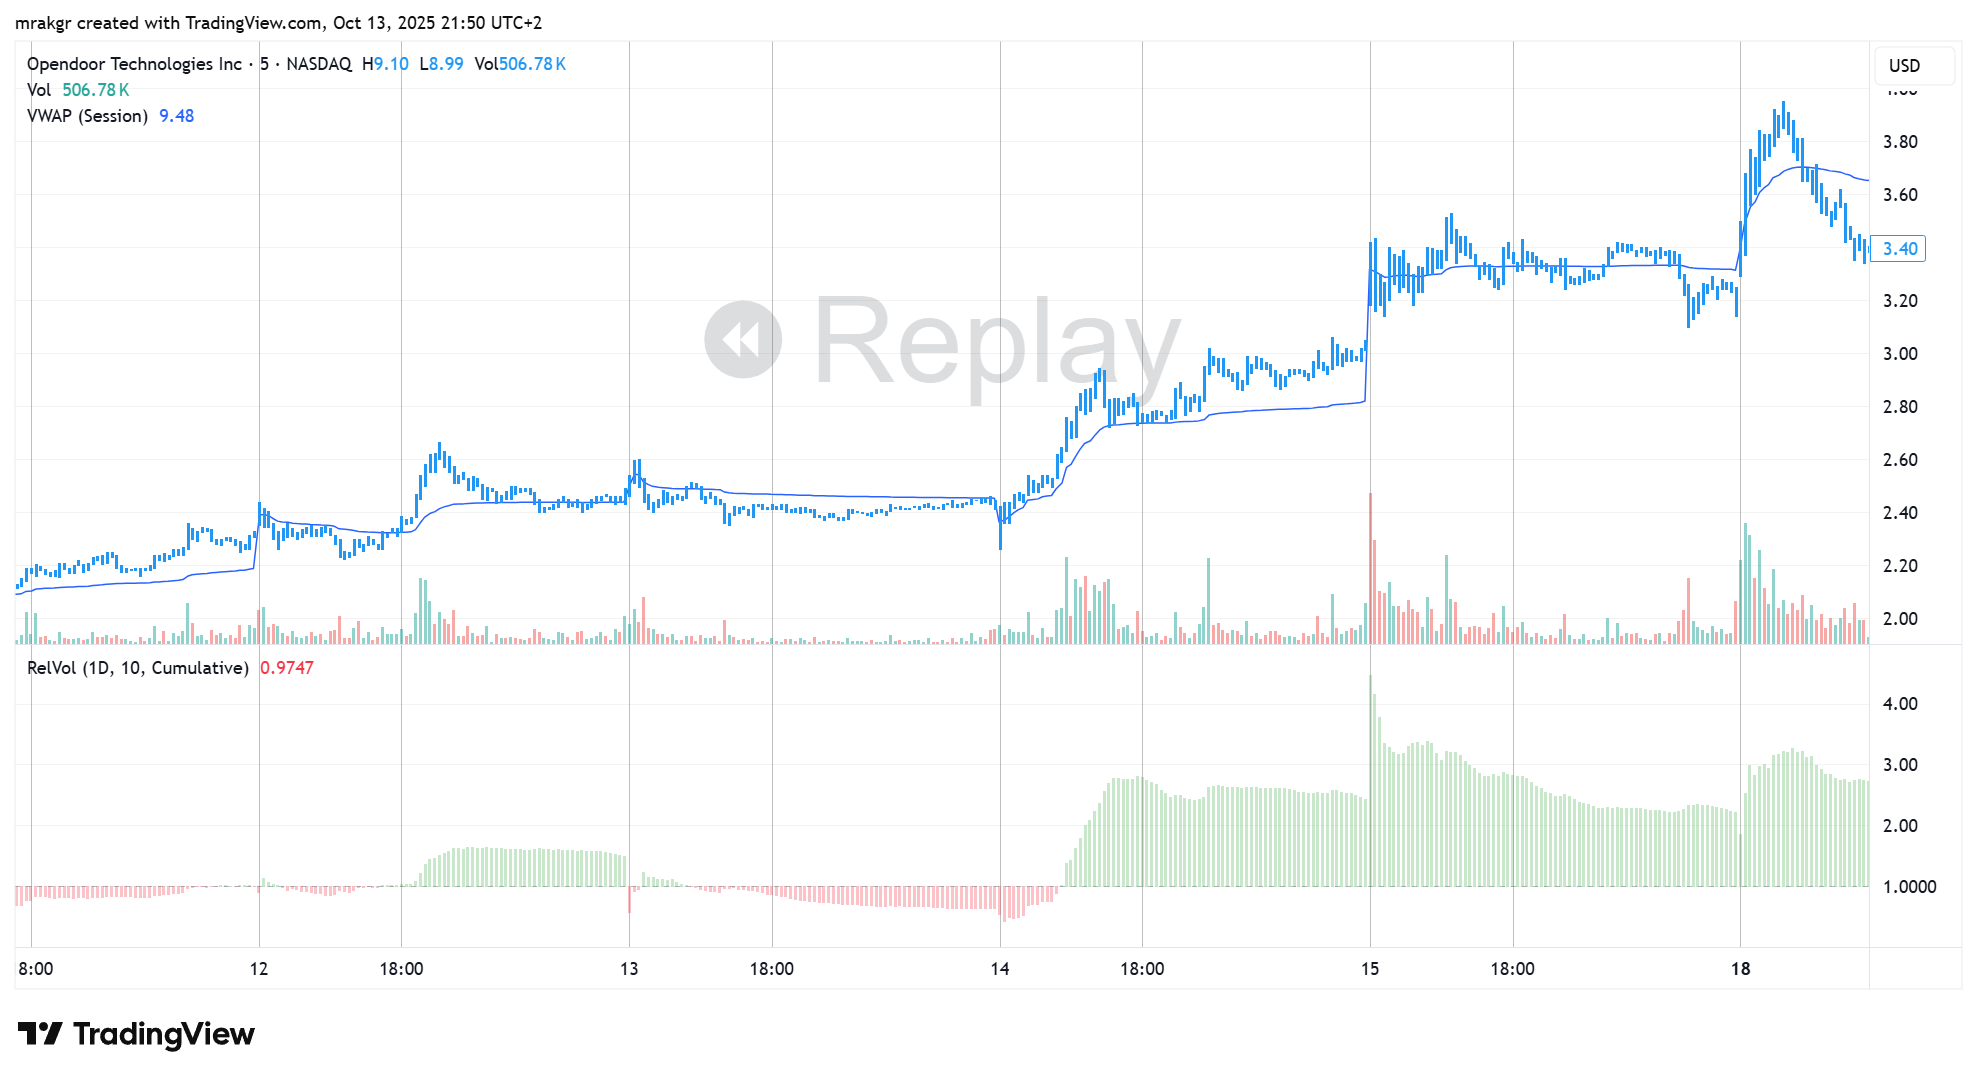 mrakgr created with TradingView.com, Oct 13, 2025 21:50 UTC+2
Opendoor Technologies Inc · 5 · NASDAQ H9.10 L8.99 Vol506.78K
USD
Vol 506.78K
VWAP (Session) 9.48
3.80
3.60
3.40
3.20
Replay
3.00
2.80
2.60
2.40
2.20
2.00
RelVol (1D, 10, Cumulative) 0.9747
4.00
3.00
2.00
1.0000
8:00 12 18:00 13 18:00 14 18:00 15 18:00 18
TradingView